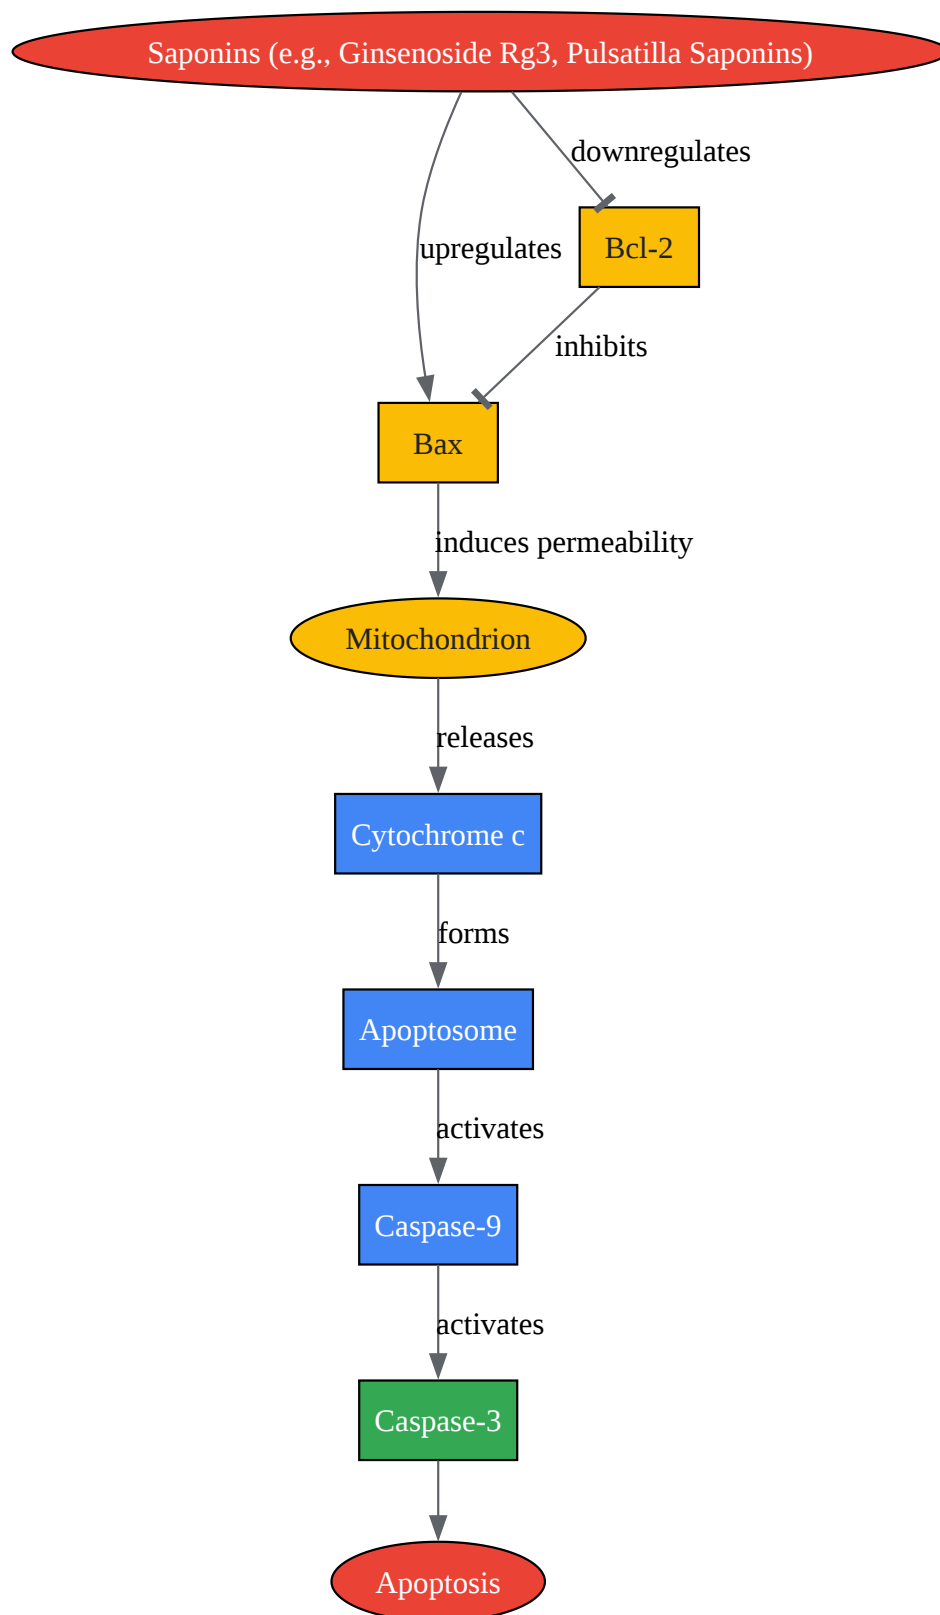 Saponins (e.g., Ginsenoside Rg3, Pulsatilla Saponins)
downregulates
upregulates
Bcl-2
inhibits
Bax
induces permeability
Mitochondrion
releases
Cytochrome c
forms
Apoptosome
activates
Caspase-9
activates
Caspase-3
Apoptosis